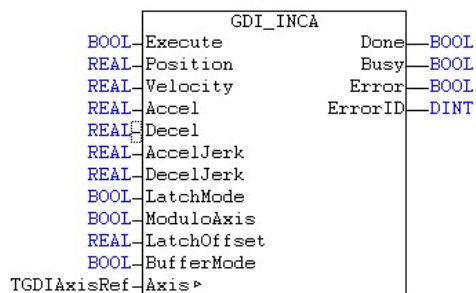 GDI_INCA
BOOL Execute Done BOOL
REAL Position Busy BOOL
REAL Velocity Error BOOL
REAL Accel ErrorID DINT
REAL Decel
REAL AccelJerk
REAL DecelJerk
BOOL LatchMode
BOOL ModuloAxis
REAL LatchOffset
BOOL BufferMode
TGDIAxisRef Axis